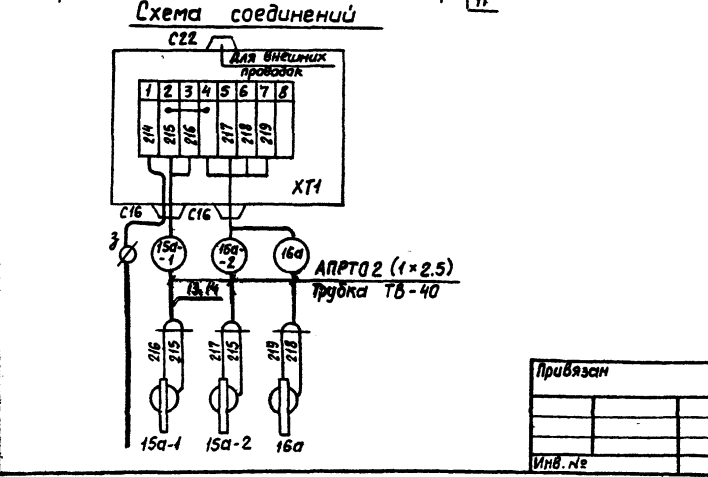 Схема соединений
С22
Для внешних
проводок
1 2 3 4 5 6 7 8
214 215 216 217 218 219
ХТ1
С16 С16
3
15а-
-1
16а-
-2
16а
АПРТО 2 (1×2.5)
Трубка ТВ-40
13,14
216 215 217 215 219 218
15а-1 15а-2 16а
Привязан
Инв. №